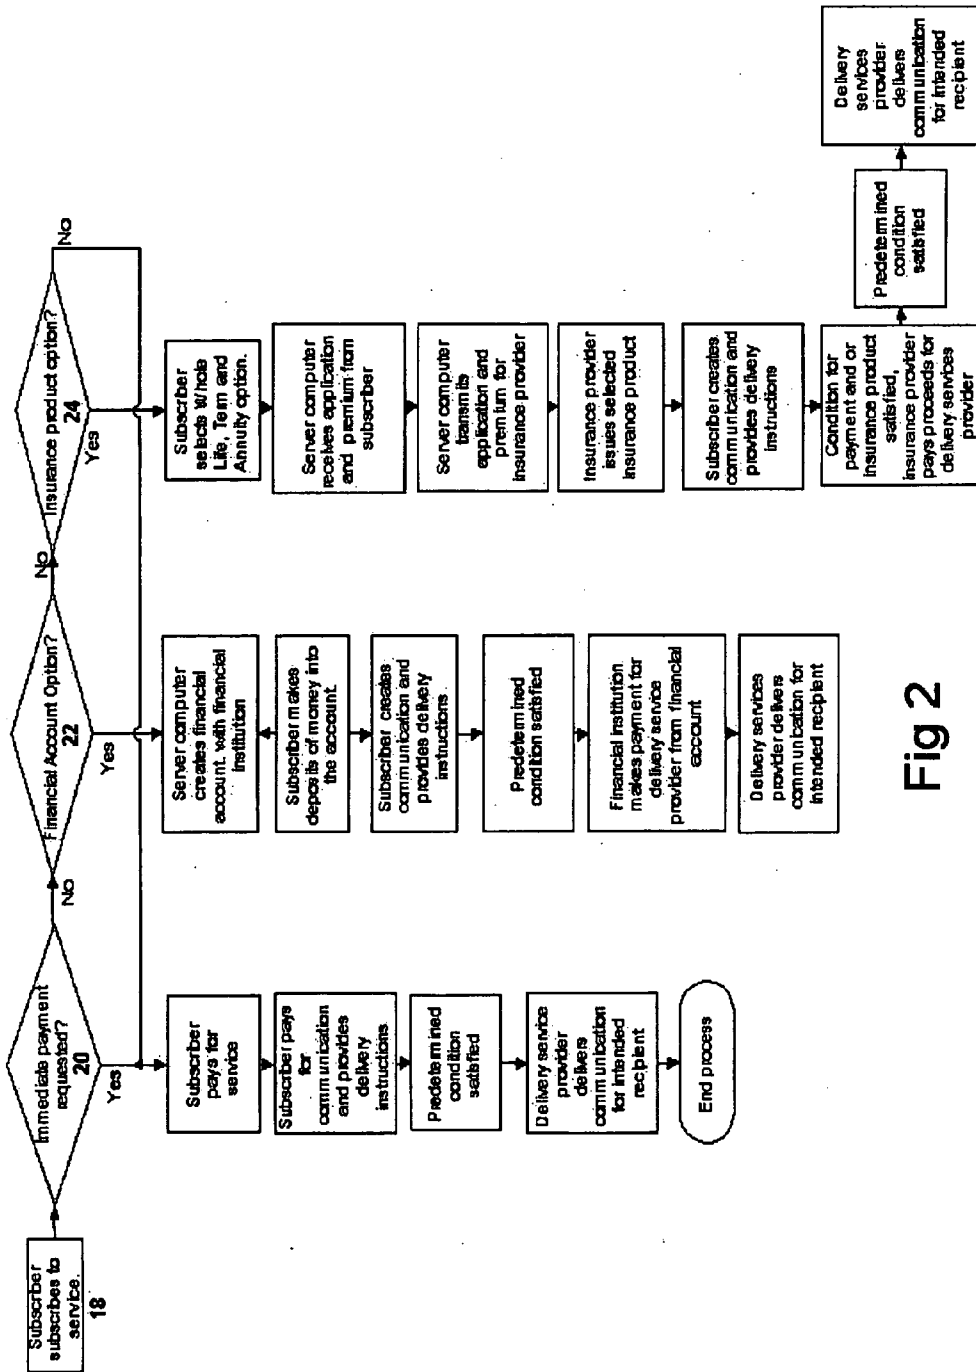 Subscriber
subscribes to
service.
18
Immediate payment
requested?
20
No
Yes
Financial Account Option?
22
No
Yes
Insurance product option?
24
No
Yes
Subscriber
pays for
service
Subscriber pays
for
communication
and provides
delivery
instructions
Predetermined
condition
satisfied
Delivery service
provider
delivers
communication
for intended
recipient
End process
Server computer
creates financial
account. with financial
institution
Subscriber makes
deposits of money into
the account.
Subscriber creates
communication and
provides delivery
instructions
Predetermined
condition satisfied
Financial institution
makes payment for
delivery service
provider from financial
account
Delivery services
provider delivers
communication for
intended recipient
Subscriber
selects Whole
Life, Term and
Annuity option.
Server computer
receives application
and premium from
subscriber
Server computer
transmits
application and
premium for
insurance provider
Insurance provider
issues selected
insurance product
Subscriber creates
communication and
provides delivery
instructions
Condition for
payment and or
insurance product
satisfied,
insurance provider
pays proceeds for
delivery services
provider
Predetermined
condition
satisfied
Delivery
services
provider
delivers
communication
for intended
recipient
Fig 2